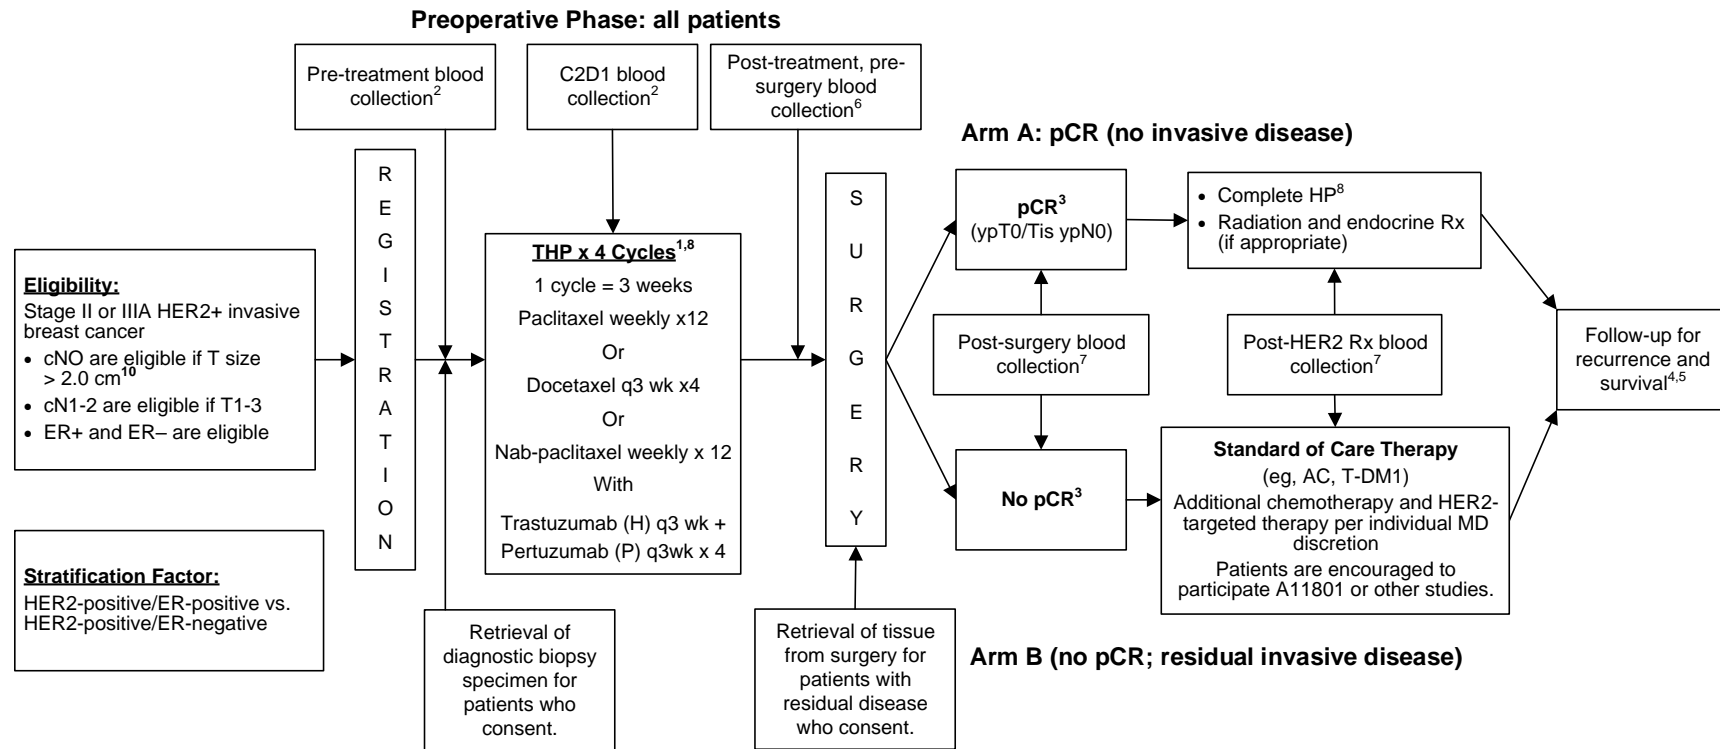 Preoperative Phase: all patients
Pre-treatment blood
collection2
C2D1 blood
collection2
Post-treatment, pre-
surgery blood
collection6
Eligibility:
Stage II or IIIA HER2+ invasive
breast cancer
• cNO are eligible if T size
> 2.0 cm10
• cN1-2 are eligible if T1-3
• ER+ and ER– are eligible
Stratification Factor:
HER2-positive/ER-positive vs.
HER2-positive/ER-negative
R
E
G
I
S
T
R
A
T
I
O
N
THP x 4 Cycles1,8
1 cycle = 3 weeks
Paclitaxel weekly x12
Or
Docetaxel q3 wk x4
Or
Nab-paclitaxel weekly x 12
With
Trastuzumab (H) q3 wk +
Pertuzumab (P) q3wk x 4
Retrieval of
diagnostic biopsy
specimen for
patients who
consent.
S
U
R
G
E
R
Y
Retrieval of tissue
from surgery for
patients with
residual disease
who consent.
Arm A: pCR (no invasive disease)
pCR3
(ypT0/Tis ypN0)
• Complete HP8
• Radiation and endocrine Rx
(if appropriate)
Post-surgery blood
collection7
Post-HER2 Rx blood
collection7
Follow-up for
recurrence and
survival4,5
No pCR3
Standard of Care Therapy
(eg, AC, T-DM1)
Additional chemotherapy and HER2-
targeted therapy per individual MD
discretion
Patients are encouraged to
participate A11801 or other studies.
Arm B (no pCR; residual invasive disease)